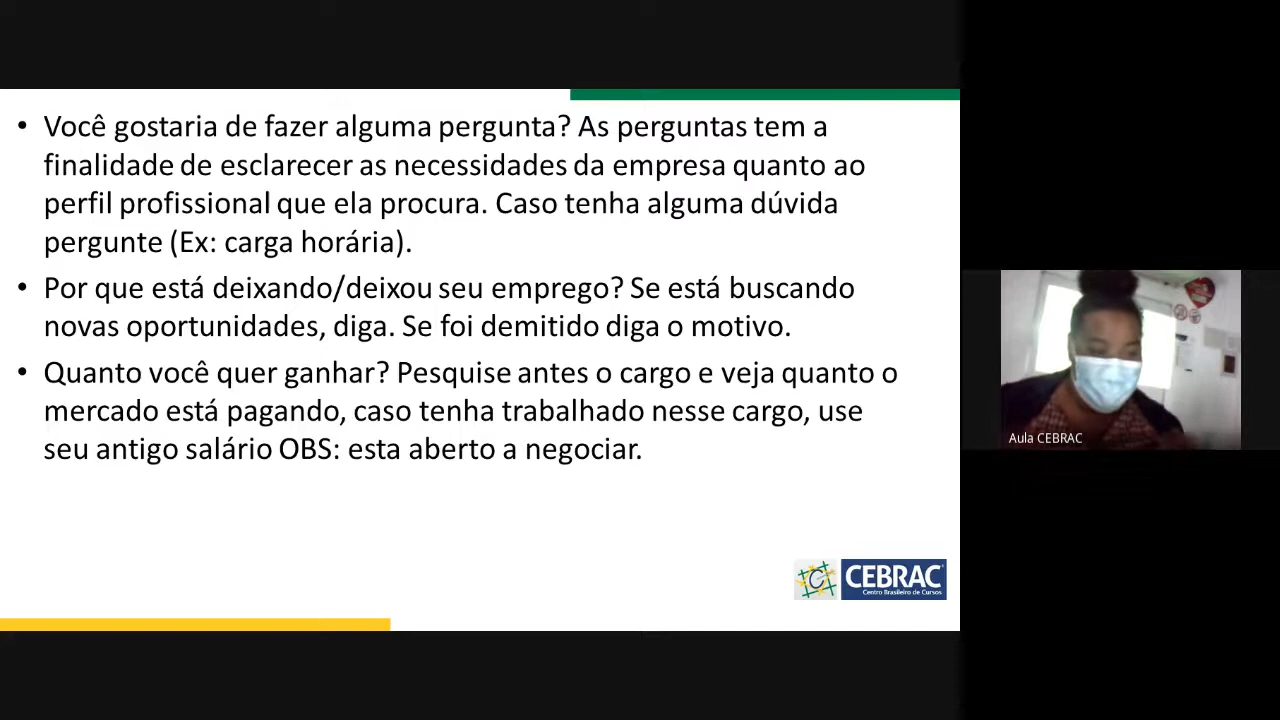 • Você gostaria de fazer alguma pergunta? As perguntas tem a
finalidade de esclarecer as necessidades da empresa quanto ao
perfil profissional que ela procura. Caso tenha alguma dúvida
pergunte (Ex: carga horária).
• Por que está deixando/deixou seu emprego? Se está buscando
novas oportunidades, diga. Se foi demitido diga o motivo.
• Quanto você quer ganhar? Pesquise antes o cargo e veja quanto o
mercado está pagando, caso tenha trabalhado nesse cargo, use
seu antigo salário OBS: esta aberto a negociar.
Aula CEBRAC
CEBRAC
Centro Brasileiro de Cursos